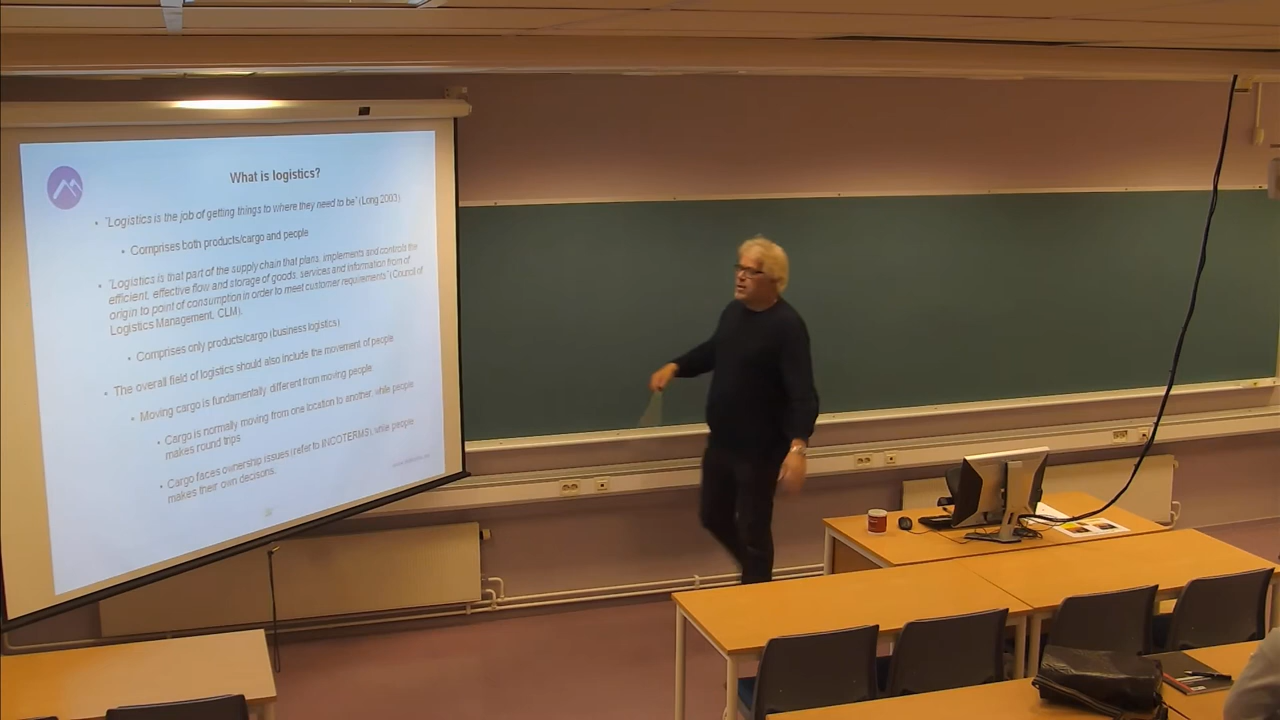 What is logistics?
• "Logistics is the job of getting things to where they need to be" (Long 2003)
• Comprises both products/cargo and people
• "Logistics is that part of the supply chain that plans, implements and controls the
efficient, effective flow and storage of goods, services and information from of
origin to point of consumption in order to meet customer requirements" (Council of
Logistics Management, CLM).
• Comprises only products/cargo (business logistics)
• The overall field of logistics should also include the movement of people
• Moving cargo is fundamentally different from moving people.
• Cargo is normally moving from one location to another, while people
makes round trips
• Cargo faces ownership issues (refer to INCOTERMS), while people
makes their own decisions.